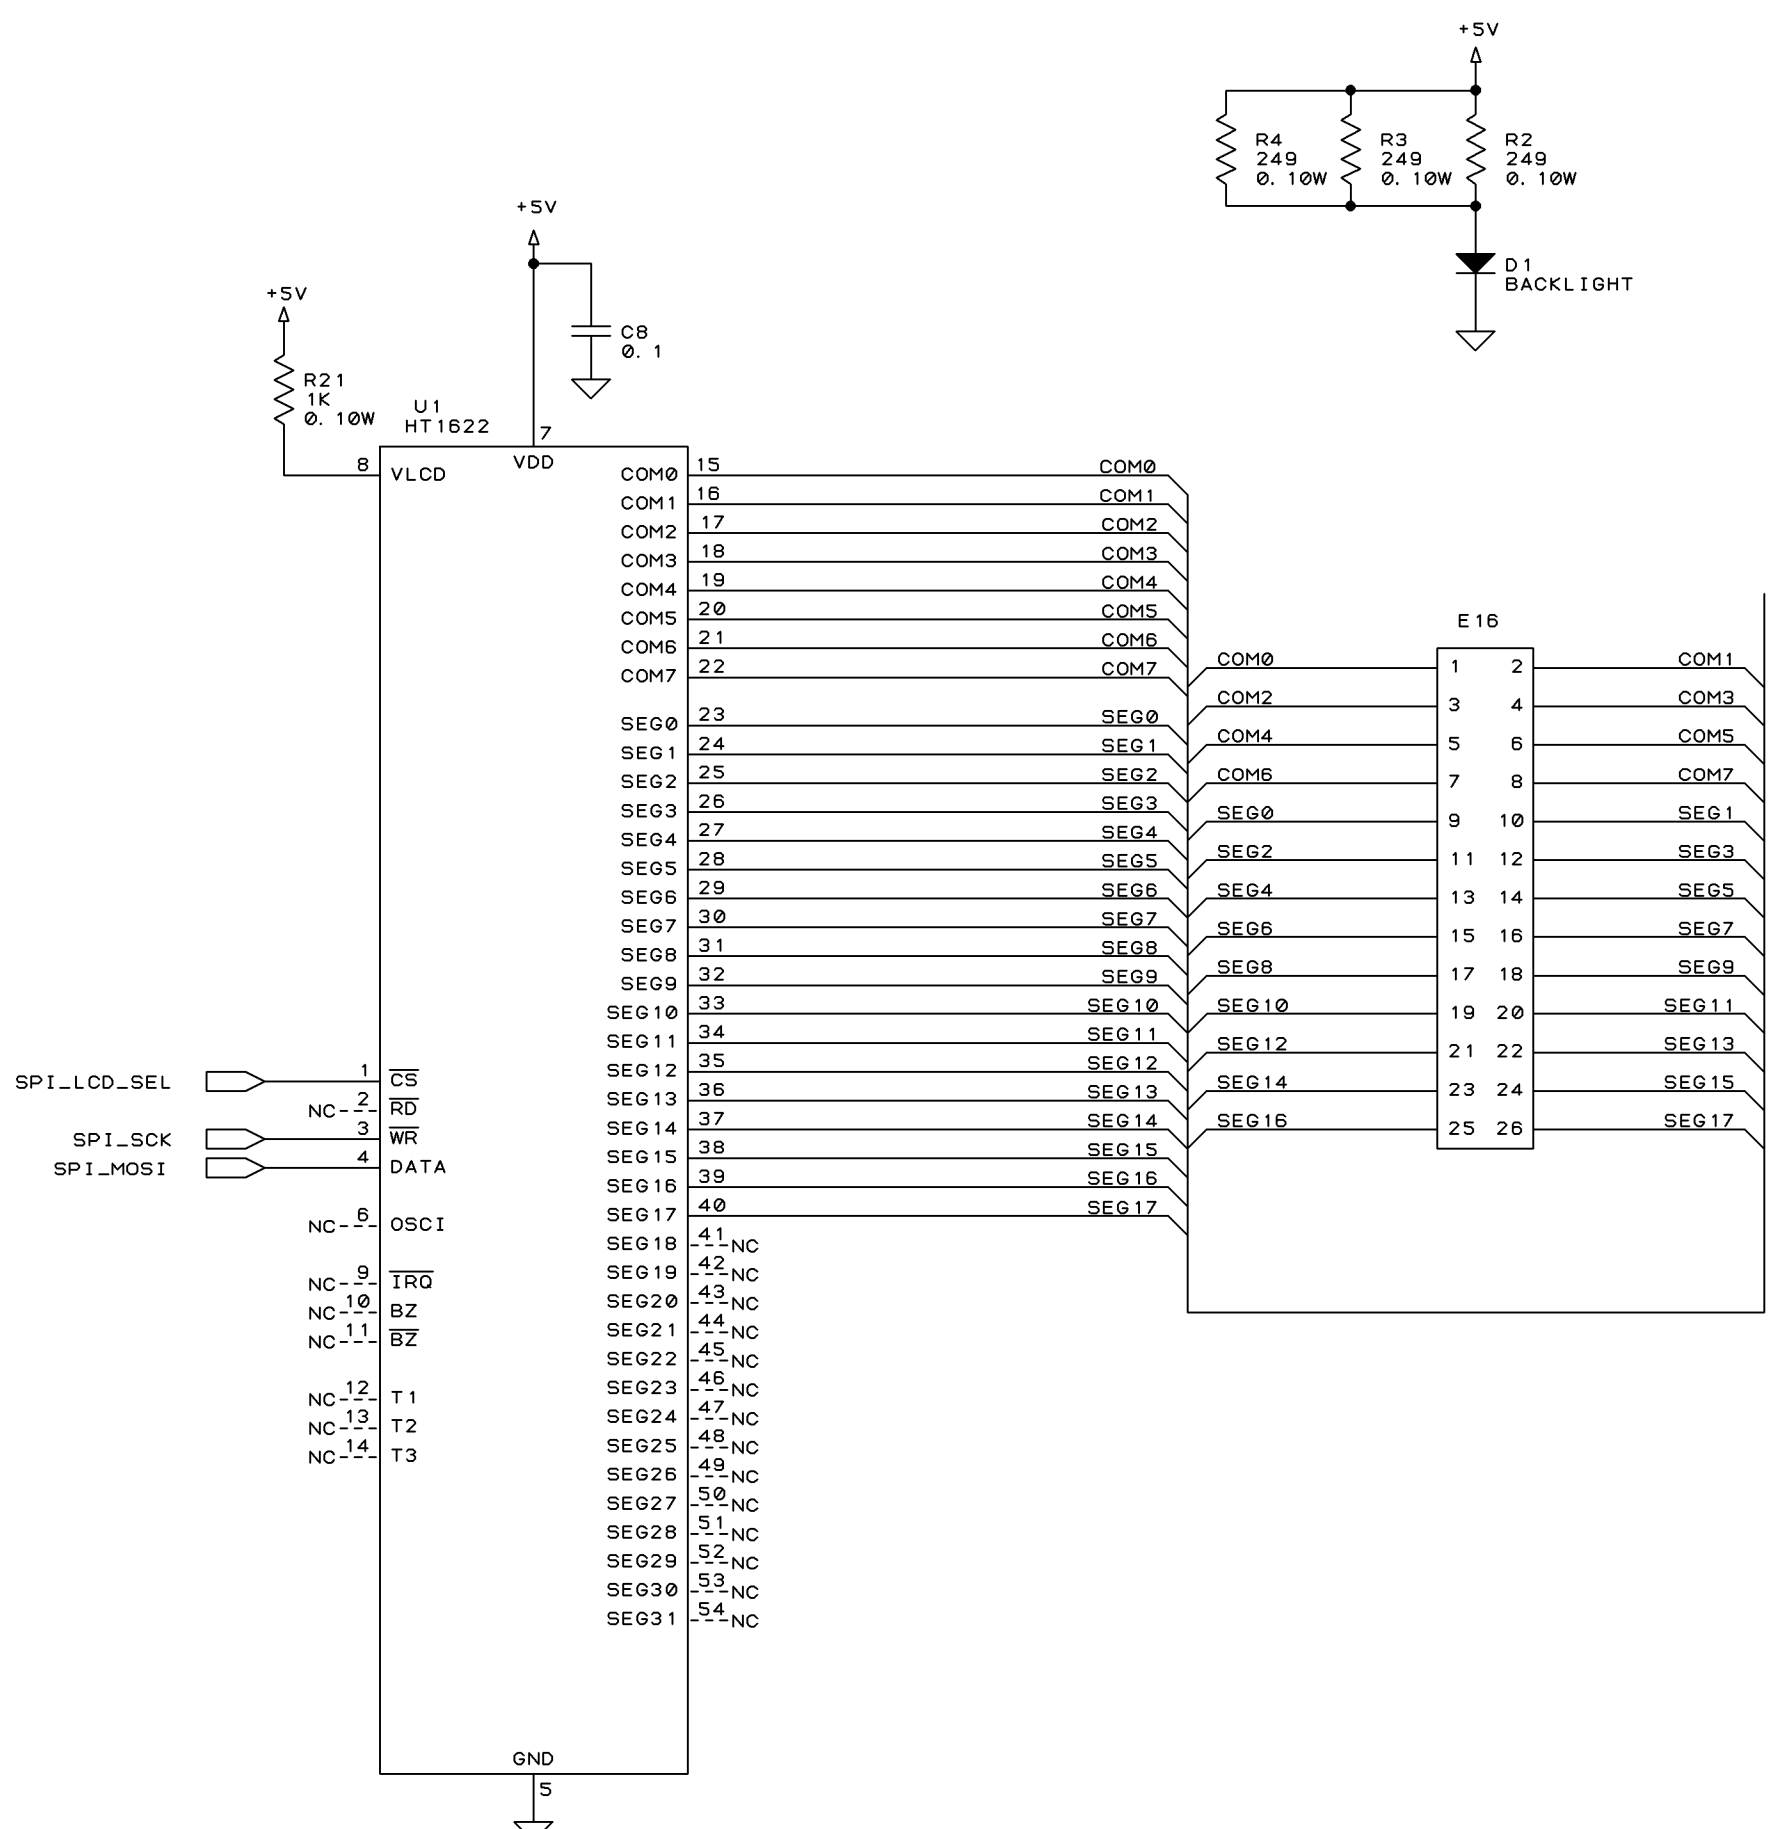 +5V
R4
249
0. 10W
R3
249
0. 10W
R2
249
0. 10W
D1
BACKLIGHT
+5V
C8
0. 1
+5V
R21
1K
0. 10W
U1
HT1622
7
VDD
8 VLCD
COM0 15 COM0
COM1 16 COM1
COM2 17 COM2
COM3 18 COM3
COM4 19 COM4
COM5 20 COM5
COM6 21 COM6
COM7 22 COM7
SEG0 23 SEG0
SEG1 24 SEG1
SEG2 25 SEG2
SEG3 26 SEG3
SEG4 27 SEG4
SEG5 28 SEG5
SEG6 29 SEG6
SEG7 30 SEG7
SEG8 31 SEG8
SEG9 32 SEG9
SEG10 33 SEG10
SEG11 34 SEG11
SEG12 35 SEG12
SEG13 36 SEG13
SEG14 37 SEG14
SEG15 38 SEG15
SEG16 39 SEG16
SEG17 40 SEG17
SEG18 41 NC
SEG19 42 NC
SEG20 43 NC
SEG21 44 NC
SEG22 45 NC
SEG23 46 NC
SEG24 47 NC
SEG25 48 NC
SEG26 49 NC
SEG27 50 NC
SEG28 51 NC
SEG29 52 NC
SEG30 53 NC
SEG31 54 NC
SPI_LCD_SEL 1 CS
NC 2 RD
SPI_SCK 3 WR
SPI_MOSI 4 DATA
NC 6 OSCI
NC 9 IRQ
NC 10 BZ
NC 11 BZ
NC 12 T1
NC 13 T2
NC 14 T3
GND
5
E16
COM0 1 2 COM1
COM2 3 4 COM3
COM4 5 6 COM5
COM6 7 8 COM7
SEG0 9 10 SEG1
SEG2 11 12 SEG3
SEG4 13 14 SEG5
SEG6 15 16 SEG7
SEG8 17 18 SEG9
SEG10 19 20 SEG11
SEG12 21 22 SEG13
SEG14 23 24 SEG15
SEG16 25 26 SEG17